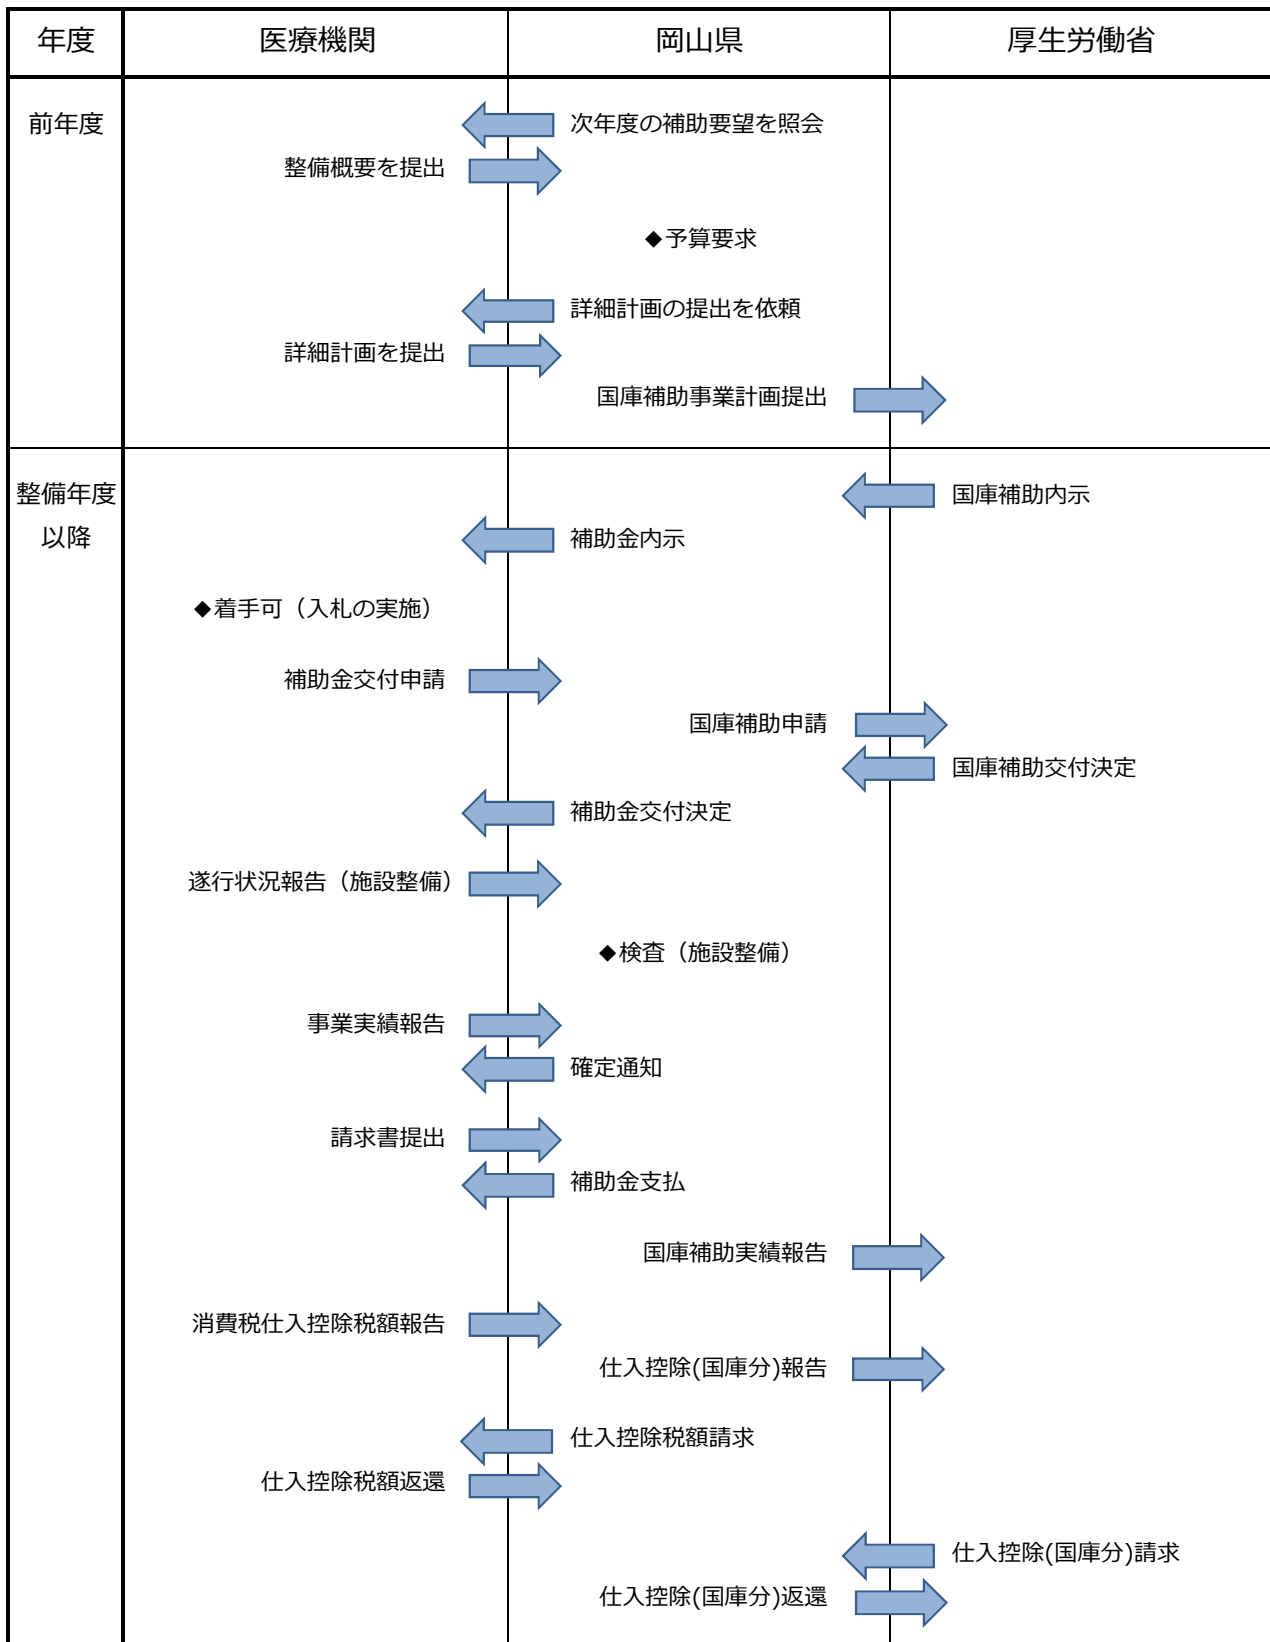 年度 医療機関 岡山県 厚生労働省
前年度 次年度の補助要望を照会
整備概要を提出
◆予算要求
詳細計画の提出を依頼
詳細計画を提出
国庫補助事業計画提出
整備年度 国庫補助内示
以降 補助金内示
◆着手可（入札の実施）
補助金交付申請
国庫補助申請
国庫補助交付決定
補助金交付決定
遂行状況報告（施設整備）
◆検査（施設整備）
事業実績報告
確定通知
請求書提出
補助金支払
国庫補助実績報告
消費税仕入控除税額報告
仕入控除(国庫分)報告
仕入控除税額請求
仕入控除税額返還
仕入控除(国庫分)請求
仕入控除(国庫分)返還